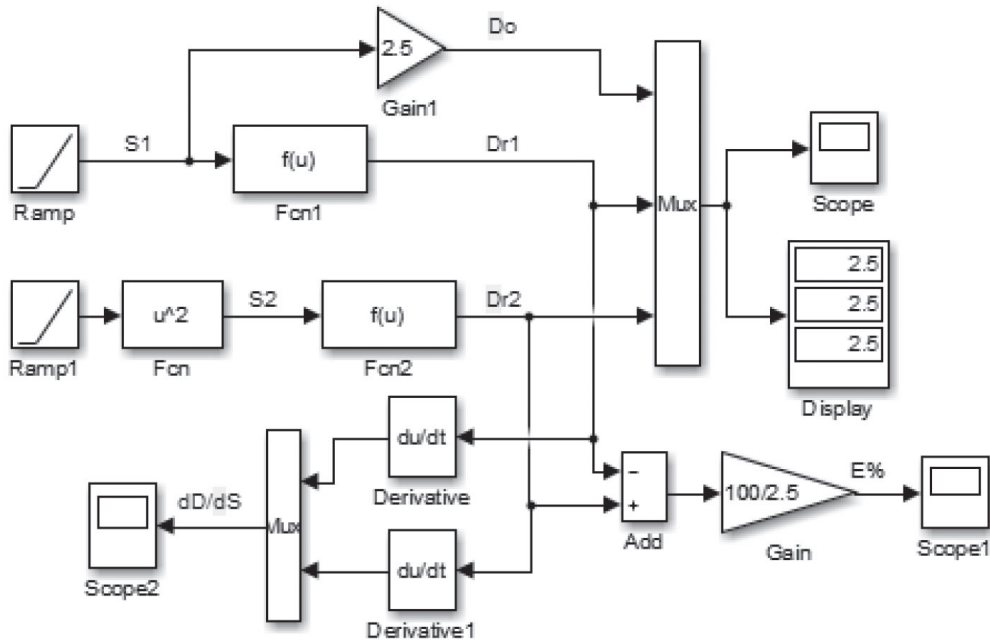 2.5
Do
Gain1
S1
f(u)
Dr1
Ramp
Fcn1
Mux
Scope
u^2
S2
f(u)
Dr2
2.5
2.5
2.5
Ramp1
Fcn
Fcn2
Display
du/dt
Derivative
Mux
dD/dS
Scope2
du/dt
Derivative1
−
+
Add
100/2.5
Gain
E%
Scope1